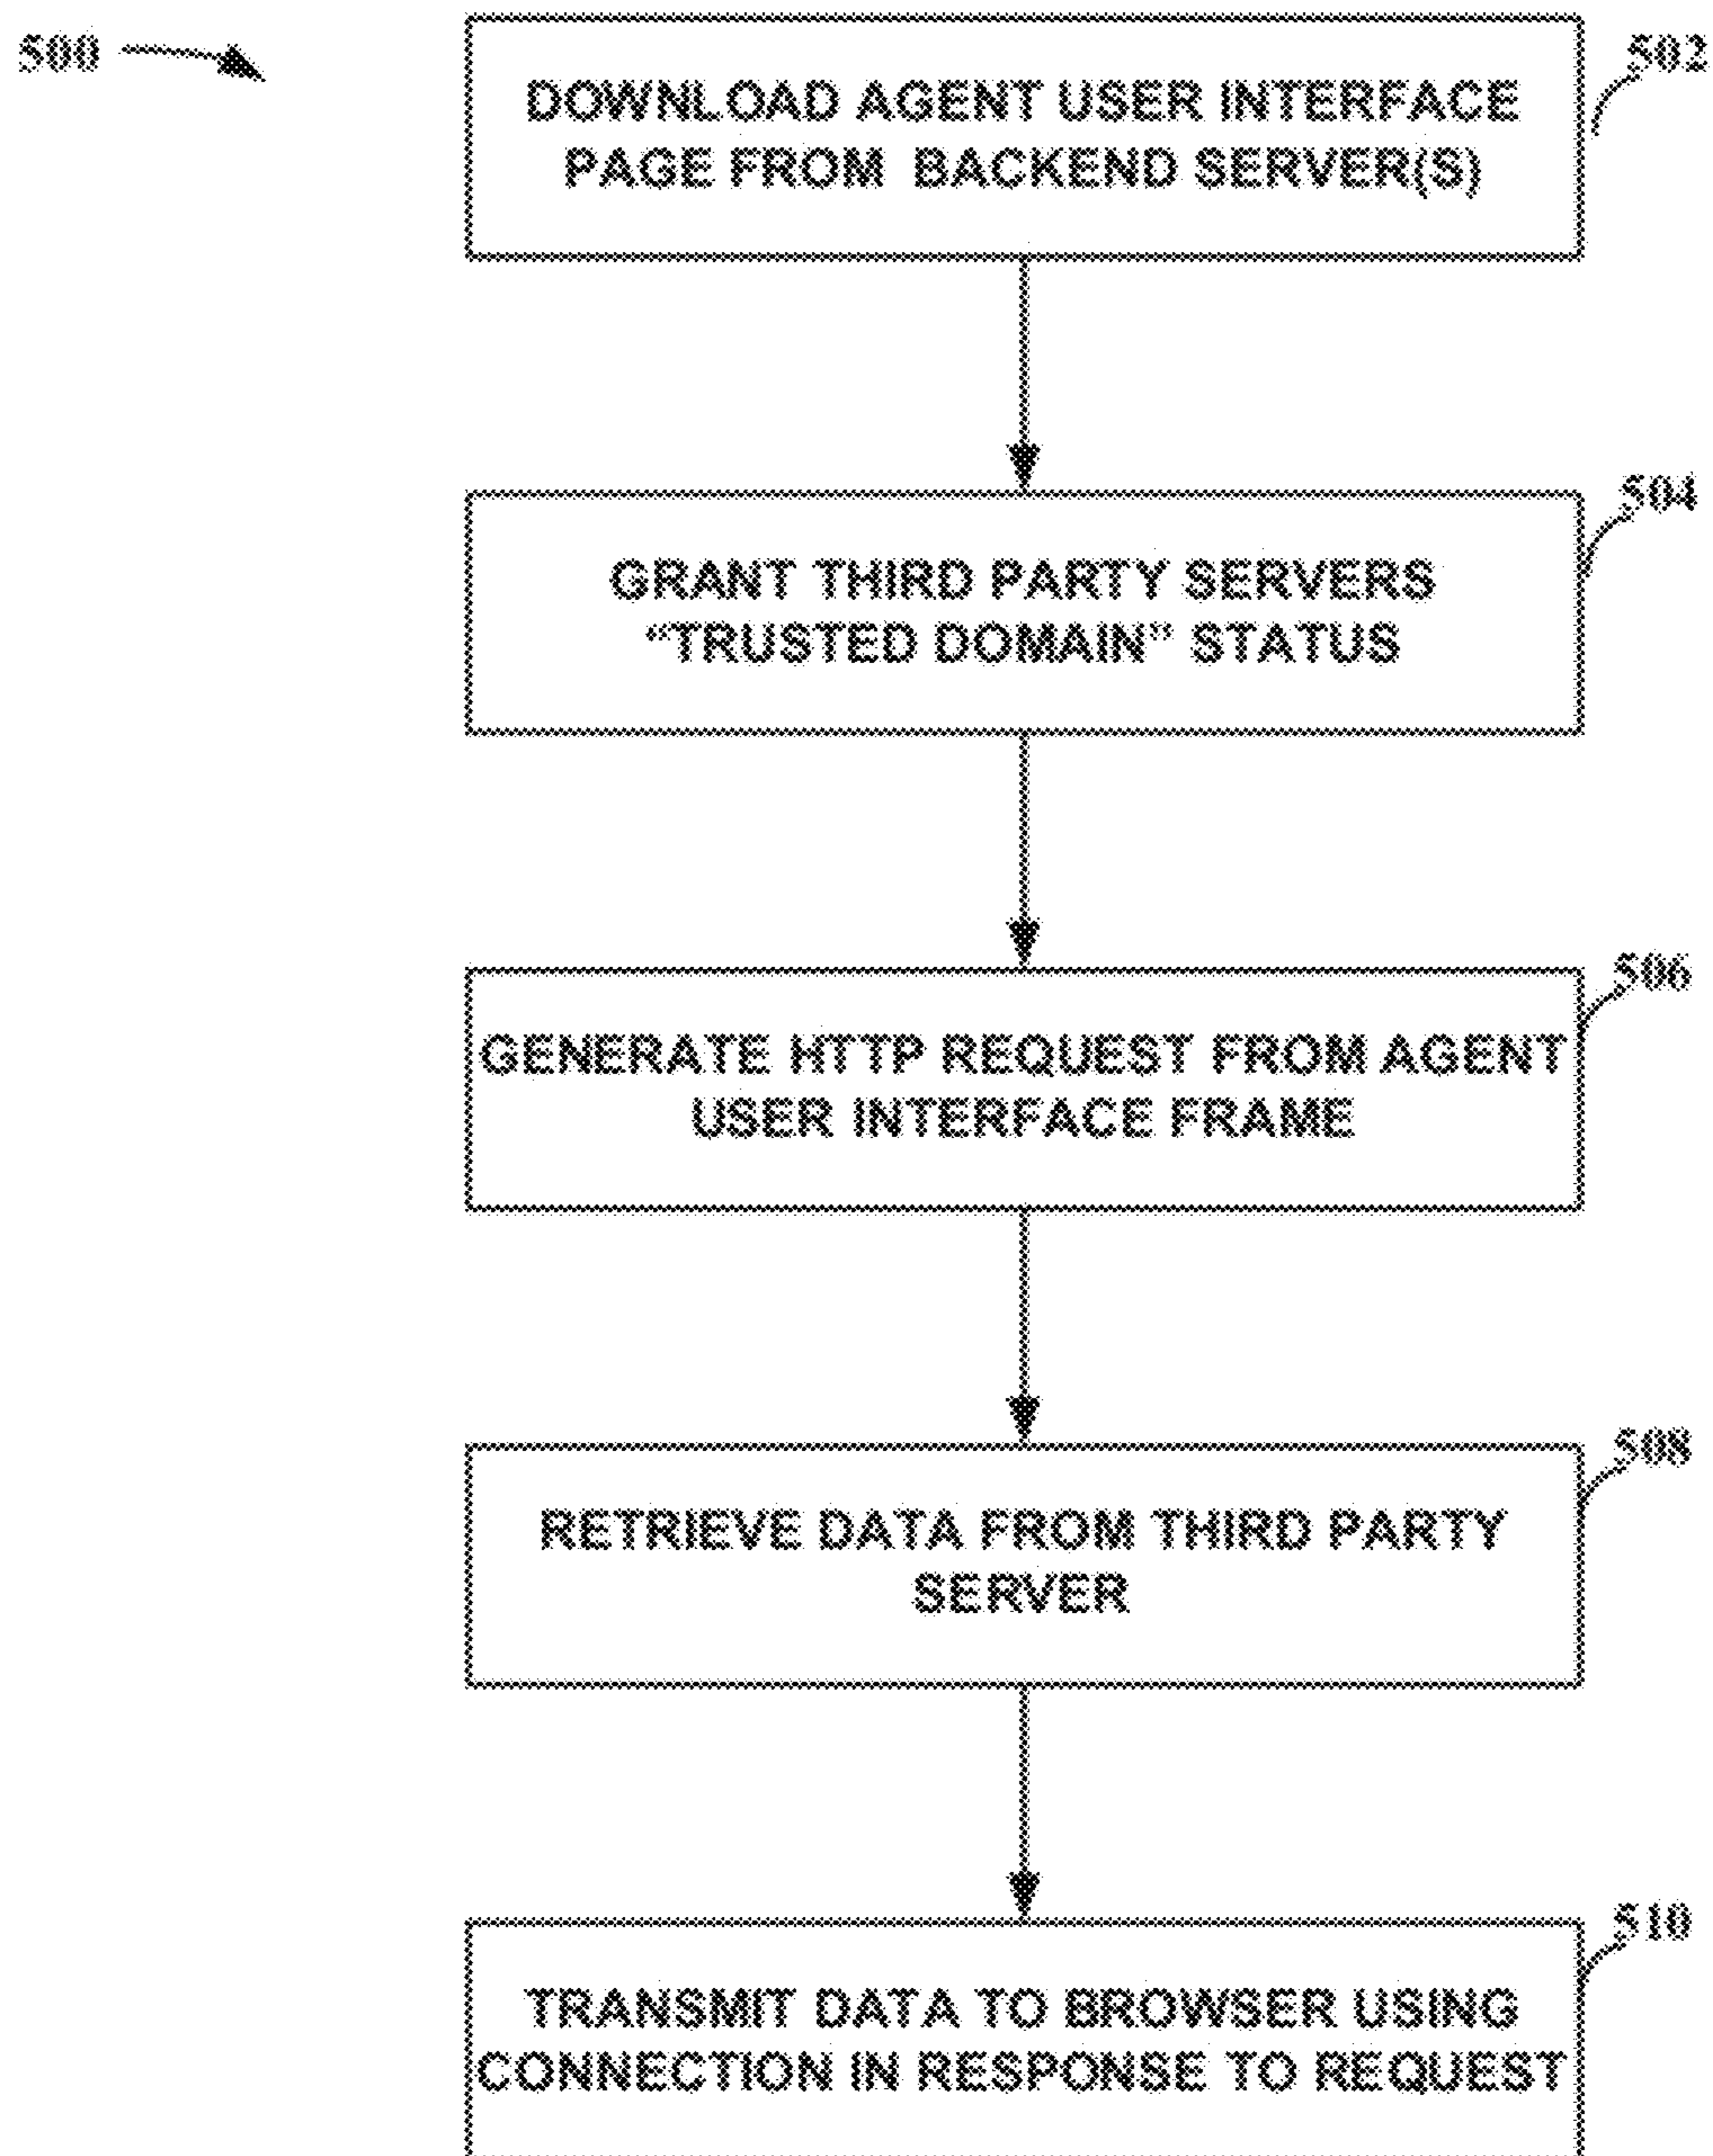 500
502
DOWNLOAD AGENT USER INTERFACE
PAGE FROM BACKEND SERVER(S)
504
GRANT THIRD PARTY SERVERS
“TRUSTED DOMAIN” STATUS
506
GENERATE HTTP REQUEST FROM AGENT
USER INTERFACE FRAME
508
RETRIEVE DATA FROM THIRD PARTY
SERVER
510
TRANSMIT DATA TO BROWSER USING
CONNECTION IN RESPONSE TO REQUEST